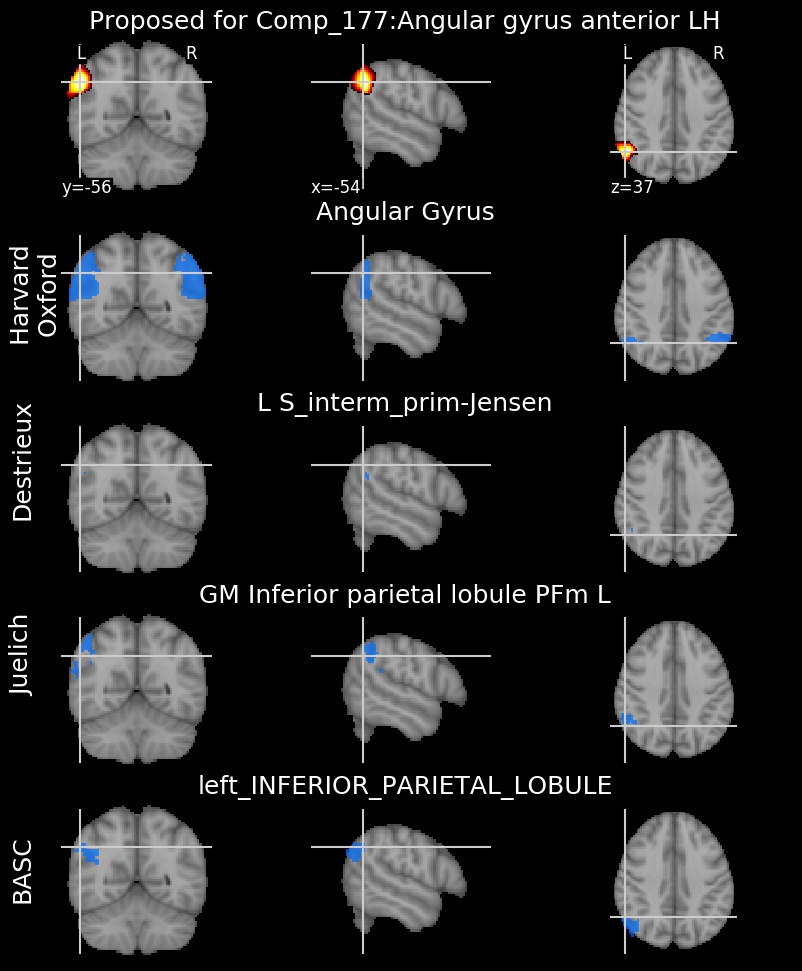 Proposed for Comp_177:Angular gyrus anterior LH
L R L R
y=-56 x=-54 z=37
Angular Gyrus
Harvard
Oxford
L S_interm_prim-Jensen
Destrieux
GM Inferior parietal lobule PFm L
Juelich
left_INFERIOR_PARIETAL_LOBULE
BASC